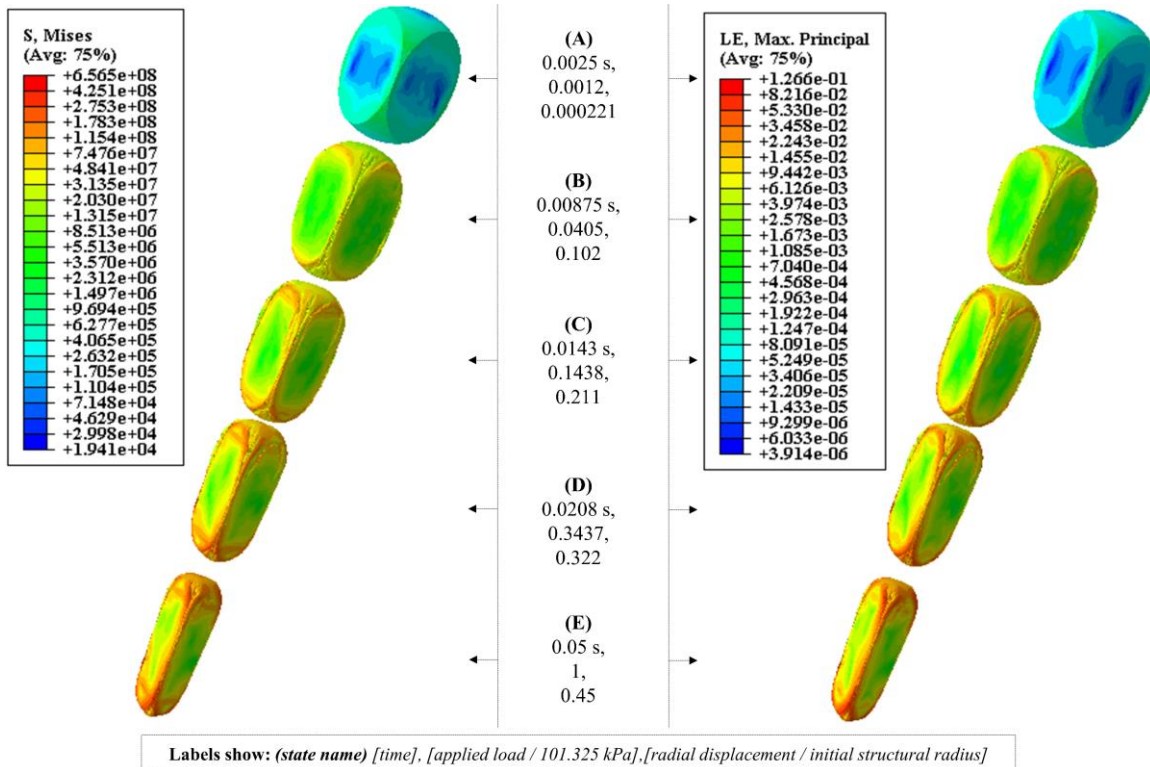 S, Mises
(Avg: 75%)
+6.565e+08
+4.251e+08
+2.753e+08
+1.783e+08
+1.154e+08
+7.476e+07
+4.841e+07
+3.135e+07
+2.030e+07
+1.315e+07
+8.513e+06
+5.513e+06
+3.570e+06
+2.312e+06
+1.497e+06
+9.694e+05
+6.277e+05
+4.065e+05
+2.632e+05
+1.705e+05
+1.104e+05
+7.148e+04
+4.629e+04
+2.998e+04
+1.941e+04
(A)
0.0025 s,
0.0012,
0.000221
(B)
0.00875 s,
0.0405,
0.102
(C)
0.0143 s,
0.1438,
0.211
(D)
0.0208 s,
0.3437,
0.322
(E)
0.05 s,
1,
0.45
LE, Max. Principal
(Avg: 75%)
+1.266e-01
+8.216e-02
+5.330e-02
+3.458e-02
+2.243e-02
+1.455e-02
+9.442e-03
+6.126e-03
+3.974e-03
+2.578e-03
+1.673e-03
+1.085e-03
+7.040e-04
+4.568e-04
+2.963e-04
+1.922e-04
+1.247e-04
+8.091e-05
+5.249e-05
+3.406e-05
+2.209e-05
+1.433e-05
+9.299e-06
+6.033e-06
+3.914e-06
Labels show: (state name) [time], [applied load / 101.325 kPa],[radial displacement / initial structural radius]